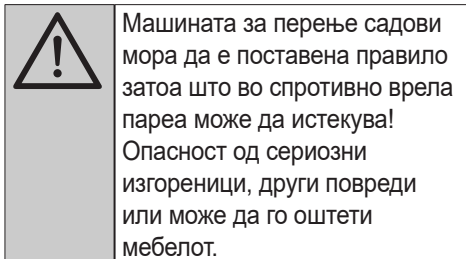 Машината за перење садови
мора да е поставена правило
затоа што во спротивно врела
пареа може да истекува!
Опасност од сериозни
изгореници, други повреди
или може да го оштети
мебелот.